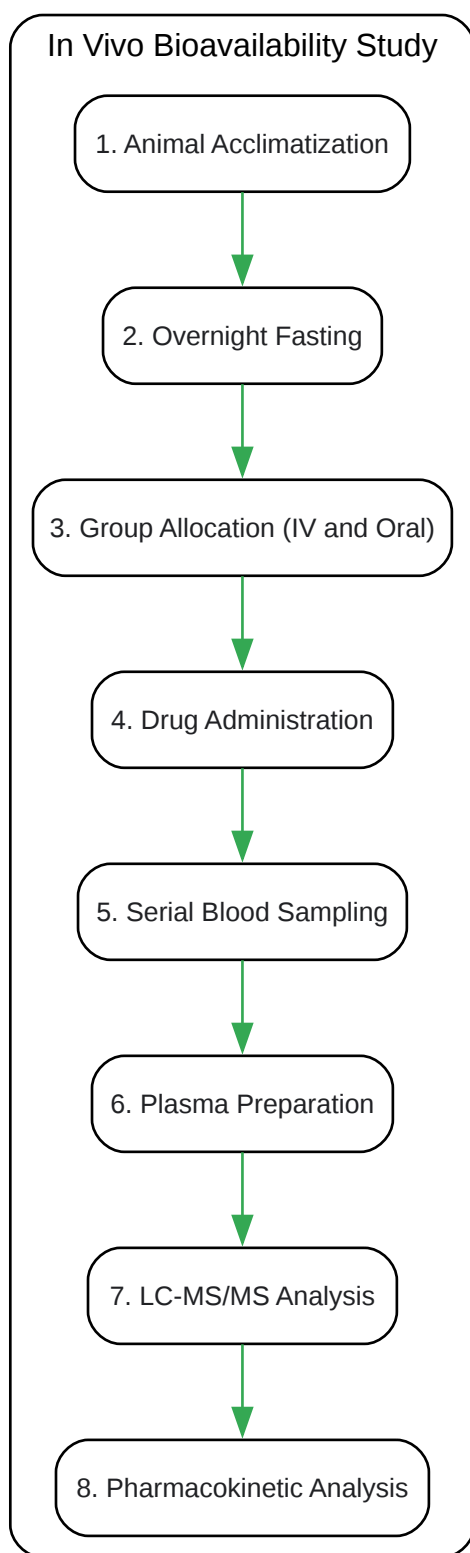 In Vivo Bioavailability Study
1. Animal Acclimatization
2. Overnight Fasting
3. Group Allocation (IV and Oral)
4. Drug Administration
5. Serial Blood Sampling
6. Plasma Preparation
7. LC-MS/MS Analysis
8. Pharmacokinetic Analysis